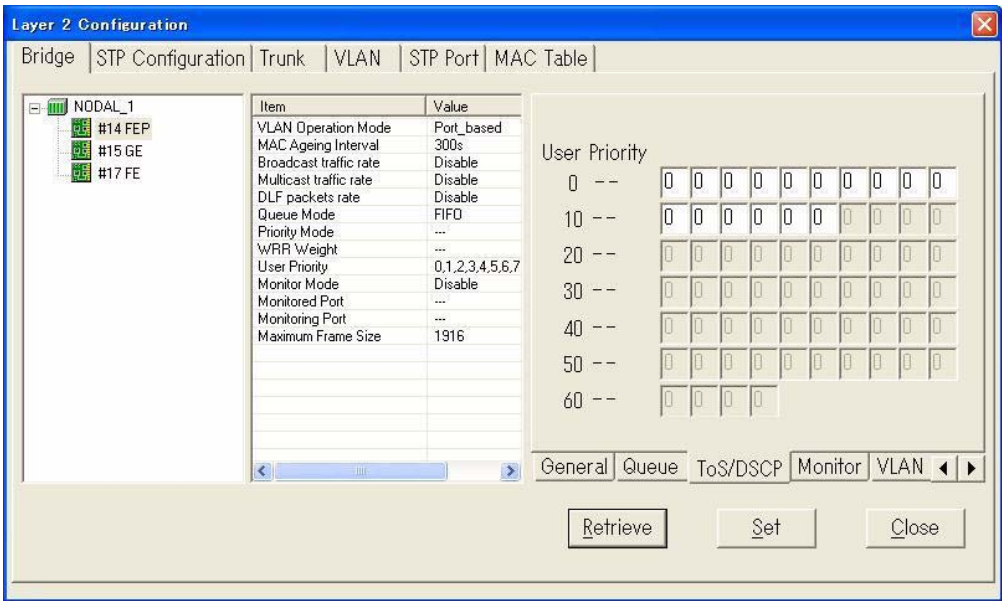 Layer 2 Configuration
Bridge STP Configuration Trunk VLAN STP Port MAC Table
NODAL_1
#14 FEP
#15 GE
#17 FE
Item Value
VLAN Operation Mode Port_based
MAC Ageing Interval 300s
Broadcast traffic rate Disable
Multicast traffic rate Disable
DLF packets rate Disable
Queue Mode FIFO
Priority Mode ---
WRR Weight ---
User Priority 0,1,2,3,4,5,6,7
Monitor Mode Disable
Monitored Port ---
Monitoring Port ---
Maximum Frame Size 1916
User Priority
0 -- 0 0 0 0 0 0 0 0 0 0
10 -- 0 0 0 0 0 0 0 0 0 0
20 -- 0 0 0 0 0 0 0 0 0 0
30 -- 0 0 0 0 0 0 0 0 0 0
40 -- 0 0 0 0 0 0 0 0 0 0
50 -- 0 0 0 0 0 0 0 0 0 0
60 -- 0 0 0 0
General Queue ToS/DSCP Monitor VLAN
Retrieve Set Close